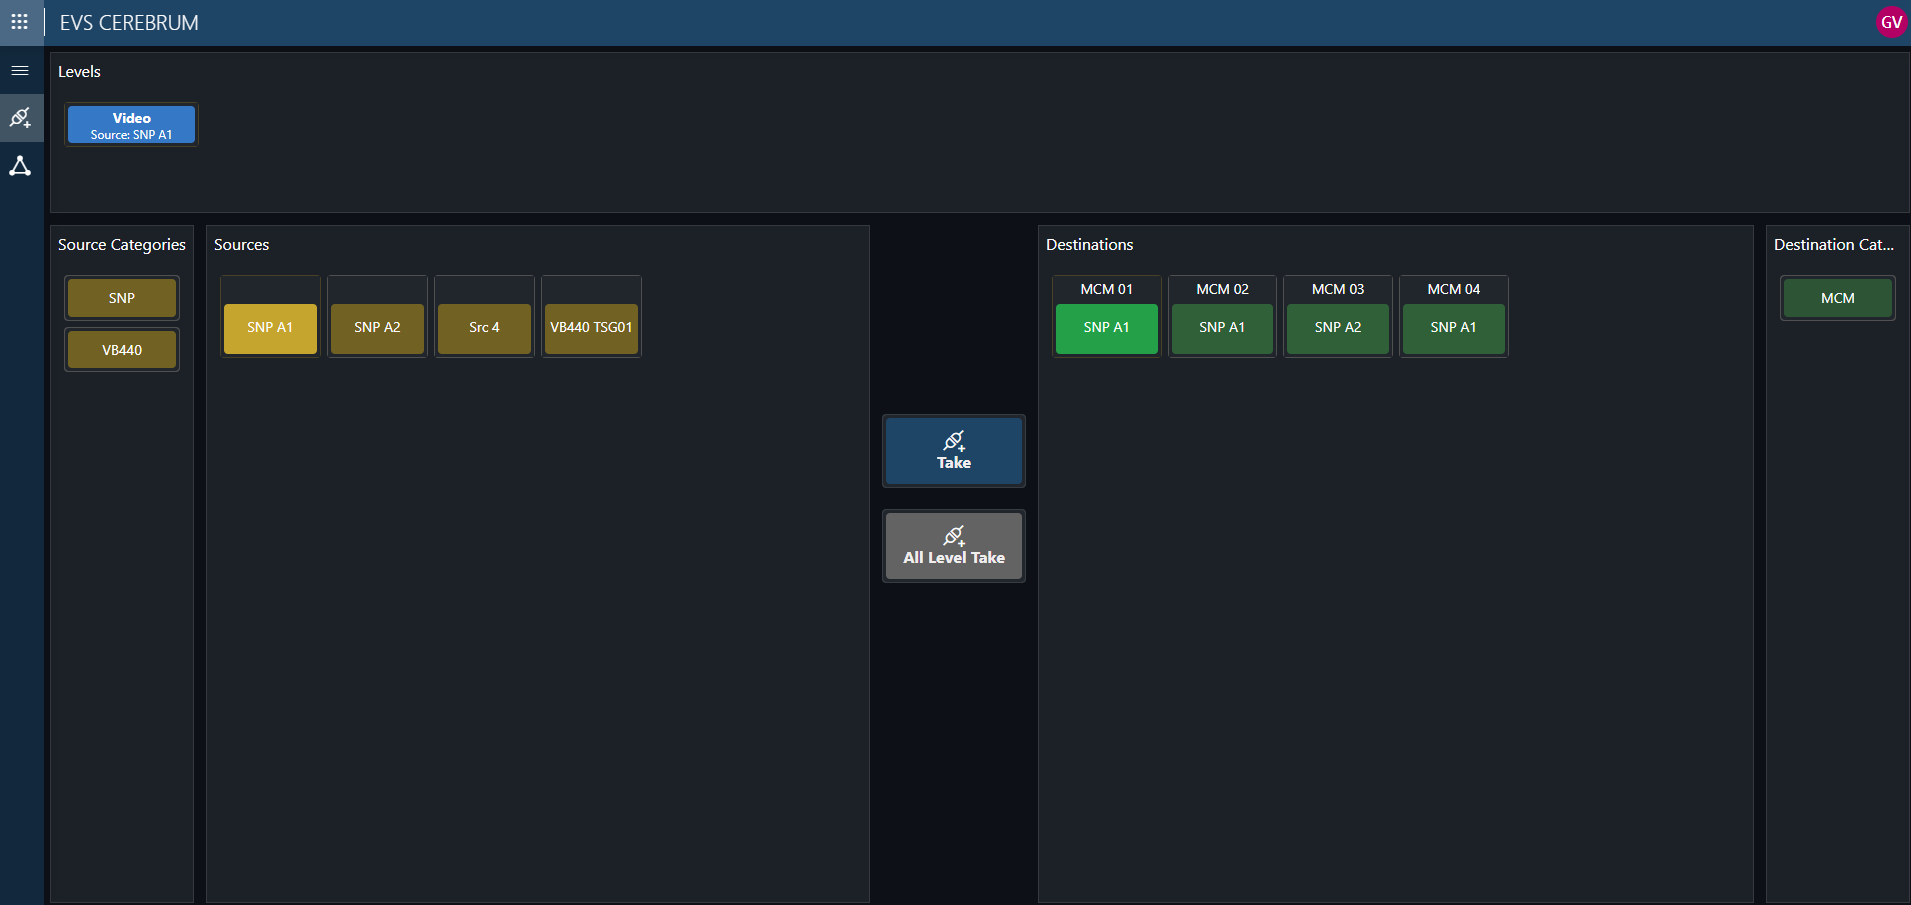 EVS CEREBRUM
GV
Levels
Video
Source: SNP A1
Source Categories
SNP
VB440
Sources
SNP A1
SNP A2
Src 4
VB440 TSG01
Take
All Level Take
Destinations
MCM 01
SNP A1
MCM 02
SNP A1
MCM 03
SNP A2
MCM 04
SNP A1
Destination Cat...
MCM